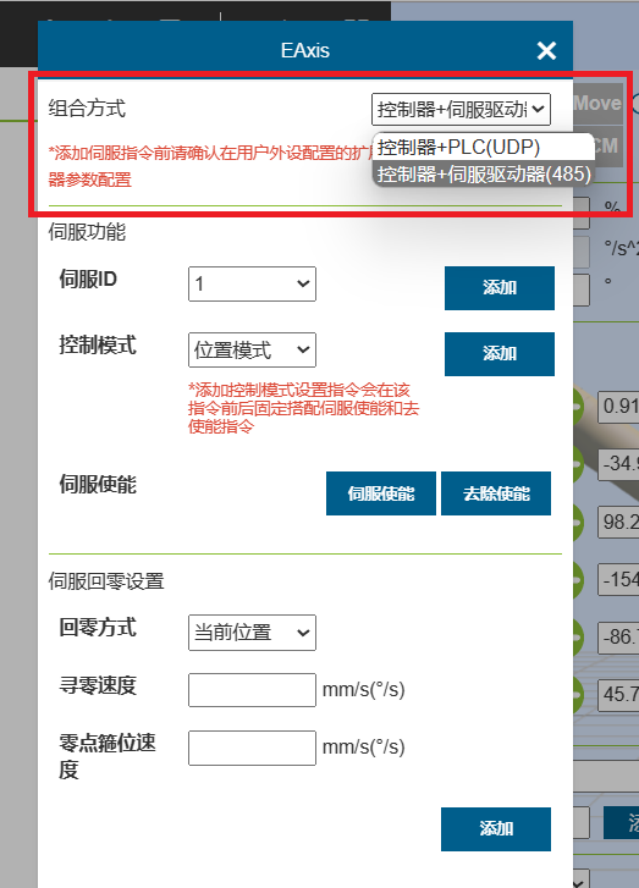 EAxis
Move
CM
组合方式
控制器+伺服驱动
控制器+PLC(UDP)
控制器+伺服驱动器(485)
*添加伺服指令前请确认在用户外设配置的扩
器参数配置
%
伺服功能
°/s^2
伺服ID
1
添加
°
控制模式
位置模式
添加
*添加控制模式设置指令会在该
指令前后固定搭配伺服使能和去
使能指令
0.91
-34.9
伺服使能
伺服使能
去除使能
98.2
伺服回零设置
-154
回零方式
当前位置
-86.7
寻零速度
mm/s(°/s)
45.7
零点箍位速
度
mm/s(°/s)
添加